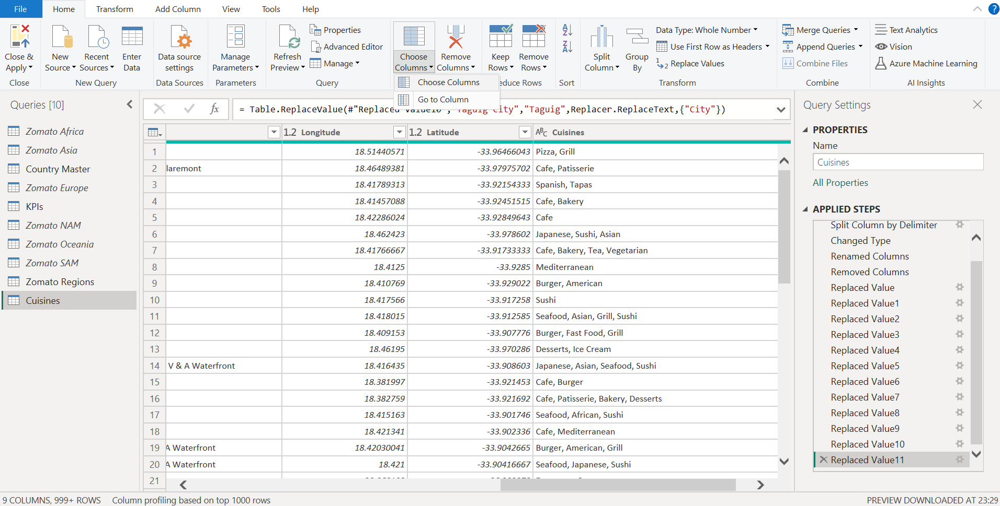 File Home Transform Add Column View Tools Help
Close & Apply
New Source
Recent Sources
Enter Data
Data source settings
Manage Parameters
Refresh Preview
Properties
Advanced Editor
Manage
Choose Columns
Remove Columns
Keep Rows
Remove Rows
Split Column
Group By
Data Type: Whole Number
Use First Row as Headers
Replace Values
Merge Queries
Append Queries
Combine Files
Text Analytics
Vision
Azure Machine Learning
Close New Query Data Sources Parameters Query educe Rows Sort Transform Combine AI Insights
Choose Columns
Go to Column
Queries [10]
Zomato Africa
Zomato Asia
Country Master
Zomato Europe
KPIs
Zomato NAM
Zomato Oceania
Zomato SAM
Zomato Regions
Cuisines
fx
= Table.ReplaceValue(#"Replaced Value10","Taguig City","Taguig",Replacer.ReplaceText,{"City"})
1.2 Longitude 1.2 Latitude ABC Cuisines
1 18.51440571 -33.96466043 Pizza, Grill
2 laremont 18.46489381 -33.97975702 Cafe, Patisserie
3 18.41789313 -33.92154333 Spanish, Tapas
4 18.41457088 -33.92451515 Cafe, Bakery
5 18.42286024 -33.92849643 Cafe
6 18.462423 -33.978602 Japanese, Sushi, Asian
7 18.41766667 -33.91733333 Cafe, Bakery, Tea, Vegetarian
8 18.4125 -33.9285 Mediterranean
9 18.410769 -33.929022 Burger, American
10 18.417566 -33.917258 Sushi
11 18.418015 -33.912585 Seafood, Asian, Grill, Sushi
12 18.409153 -33.907776 Burger, Fast Food, Grill
13 18.46195 -33.970286 Desserts, Ice Cream
14 V & A Waterfront 18.416435 -33.908603 Japanese, Asian, Seafood, Sushi
15 18.381997 -33.921453 Cafe, Burger
16 18.382759 -33.921692 Cafe, Patisserie, Bakery, Desserts
17 18.415163 -33.901746 Seafood, African, Sushi
18 18.421341 -33.902336 Cafe, Mediterranean
19 A Waterfront 18.42030041 -33.9042665 Burger, American, Grill
20 A Waterfront 18.421 -33.90416667 Seafood, Japanese, Sushi
21
Query Settings
PROPERTIES
Name
Cuisines
All Properties
APPLIED STEPS
Split Column by Delimiter
Changed Type
Renamed Columns
Removed Columns
Replaced Value
Replaced Value1
Replaced Value2
Replaced Value3
Replaced Value4
Replaced Value5
Replaced Value6
Replaced Value7
Replaced Value8
Replaced Value9
Replaced Value10
Replaced Value11
9 COLUMNS, 999+ ROWS Column profiling based on top 1000 rows
PREVIEW DOWNLOADED AT 23:29